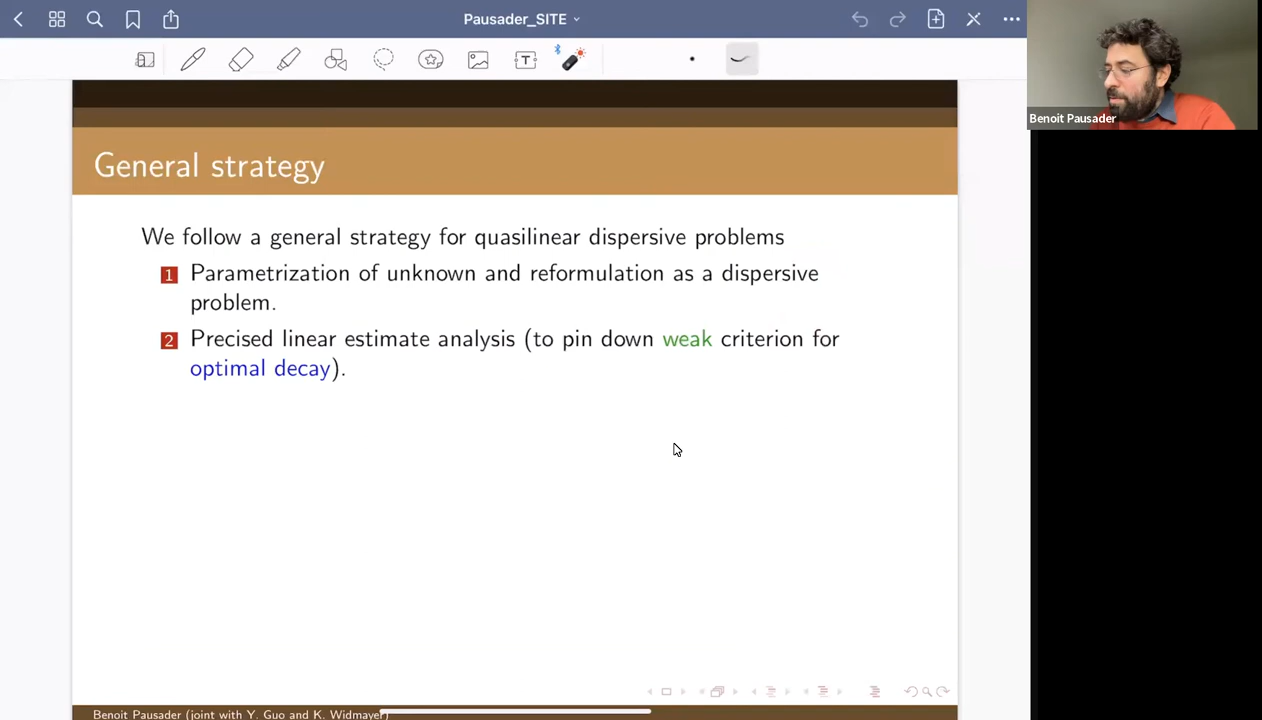 Pausader_SITE
T
Benoit Pausader
General strategy
We follow a general strategy for quasilinear dispersive problems
1 Parametrization of unknown and reformulation as a dispersive
problem.
2 Precised linear estimate analysis (to pin down weak criterion for
optimal decay).
Benoit Pausader (joint with Y. Guo and K. Widmayer)